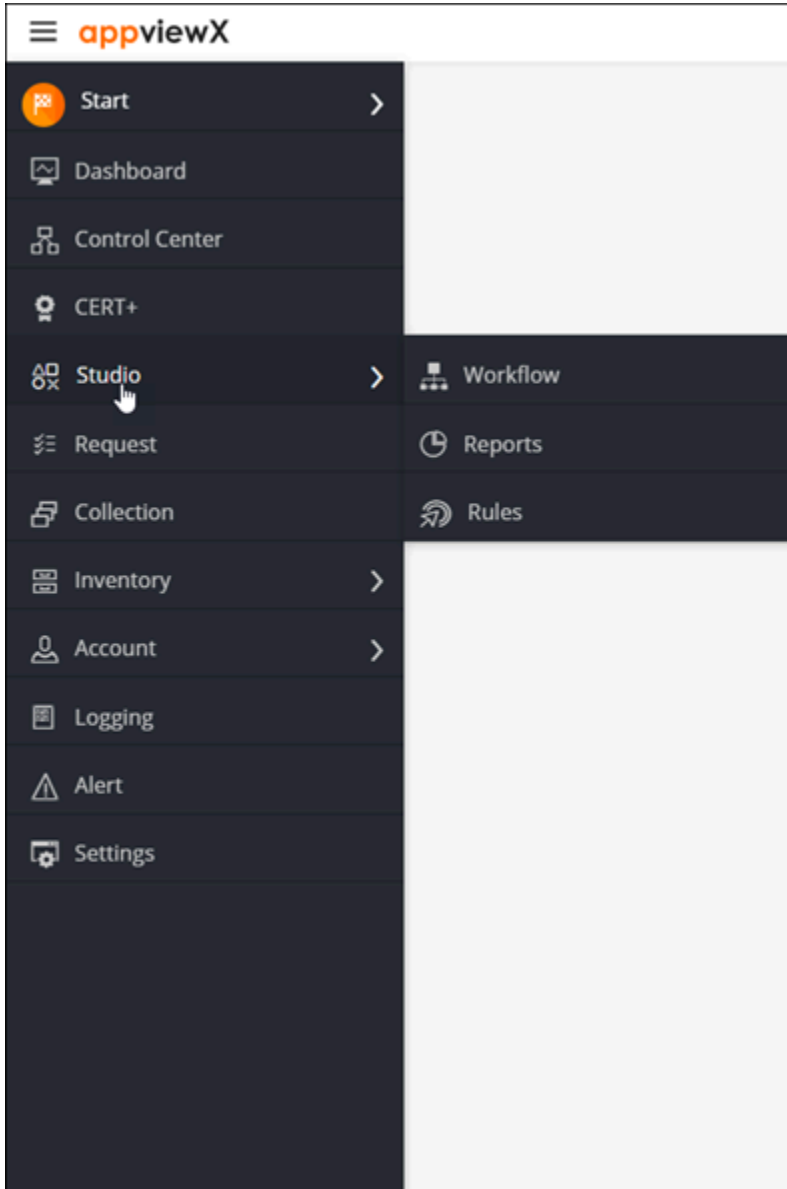 appviewX
Start
Dashboard
Control Center
CERT+
Studio
Workflow
Request
Reports
Collection
Rules
Inventory
Account
Logging
Alert
Settings